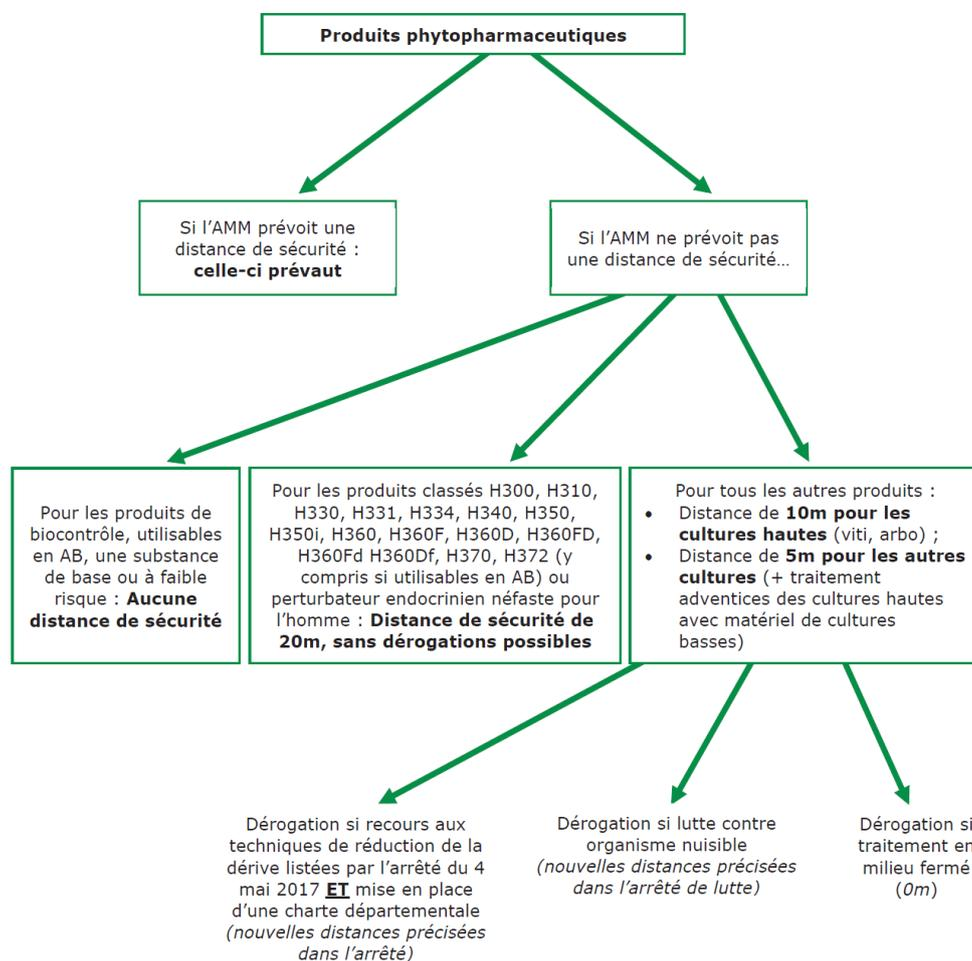 Produits phytopharmaceutiques
Si l'AMM prévoit une
distance de sécurité :
celle-ci prévaut
Si l'AMM ne prévoit pas
une distance de sécurité…
Pour les produits de
biocontrôle, utilisables
en AB, une substance
de base ou à faible
risque : Aucune
distance de sécurité
Pour les produits classés H300, H310,
H330, H331, H334, H340, H350,
H350i, H360, H360F, H360D, H360FD,
H360Fd H360Df, H370, H372 (y
compris si utilisables en AB) ou
perturbateur endocrinien néfaste pour
l'homme : Distance de sécurité de
20m, sans dérogations possibles
Pour tous les autres produits :
• Distance de 10m pour les
cultures hautes (viti, arbo) ;
• Distance de 5m pour les autres
cultures (+ traitement
adventices des cultures hautes
avec matériel de cultures
basses)
Dérogation si recours aux
techniques de réduction de la
dérive listées par l'arrêté du 4
mai 2017 ET mise en place
d'une charte départementale
(nouvelles distances précisées
dans l'arrêté)
Dérogation si lutte contre
organisme nuisible
(nouvelles distances précisées
dans l'arrêté de lutte)
Dérogation si
traitement en
milieu fermé
(0m)